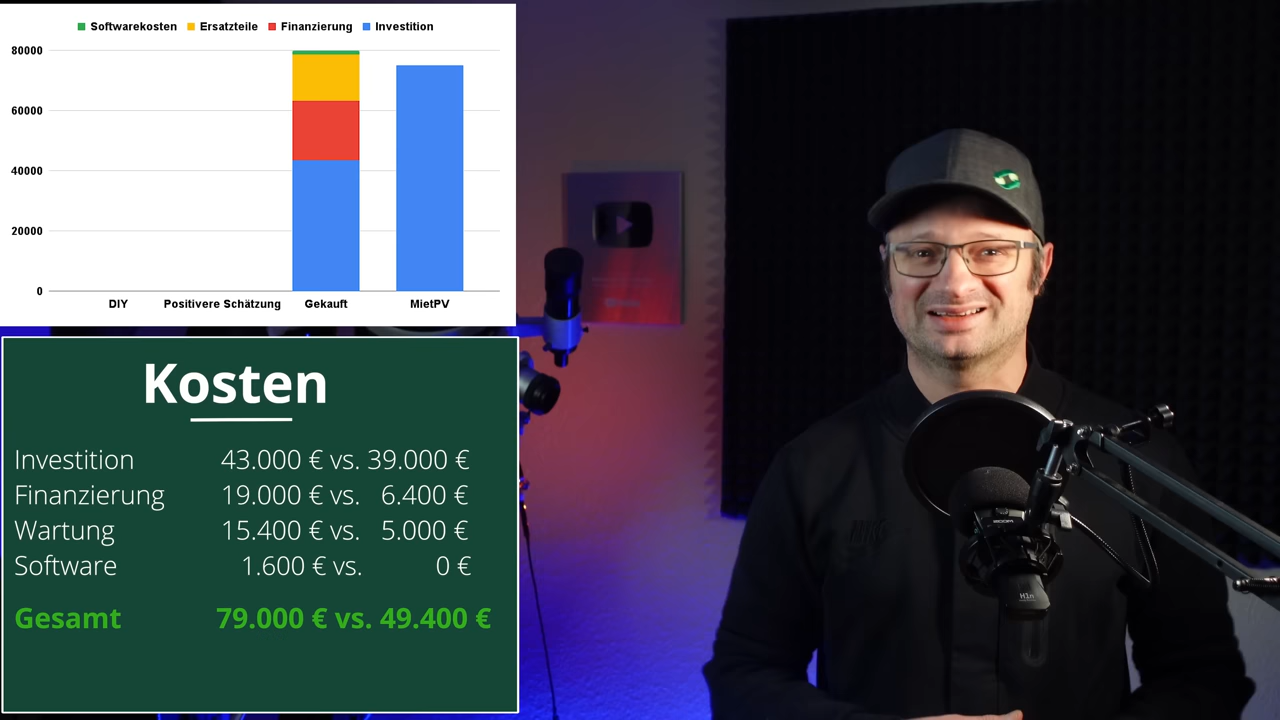 Softwarekosten Ersatzteile Finanzierung Investition
80000
60000
40000
20000
0
DIY Positivere Schätzung Gekauft MietPV
Kosten
Investition 43.000 € vs. 39.000 €
Finanzierung 19.000 € vs. 6.400 €
Wartung 15.400 € vs. 5.000 €
Software 1.600 € vs. 0 €
Gesamt 79.000 € vs. 49.400 €
zoom
H1n